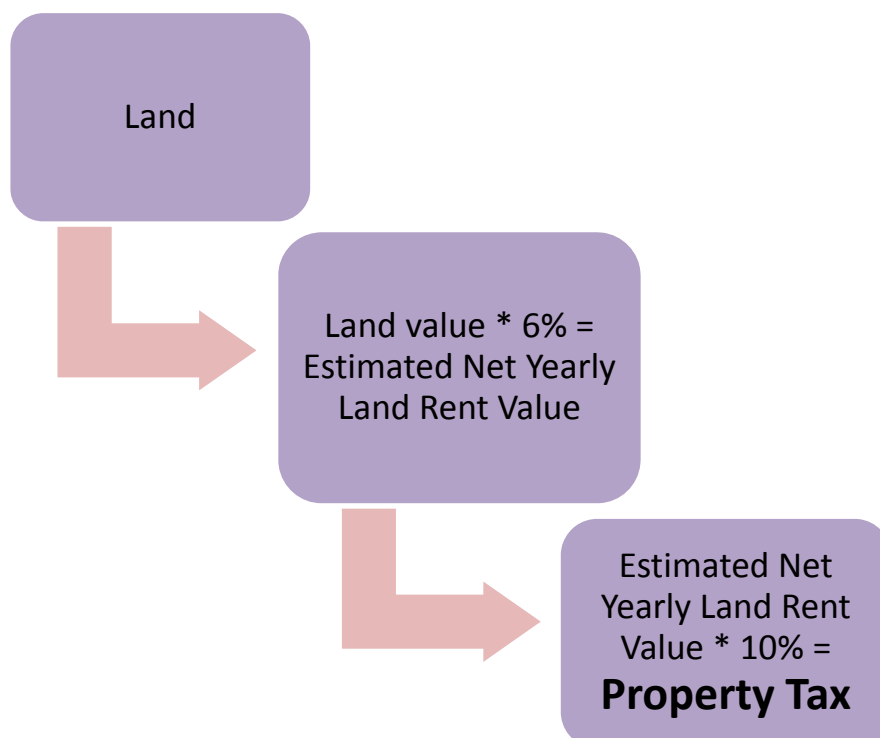 Land
Land value * 6% =
Estimated Net Yearly
Land Rent Value
Estimated Net
Yearly Land Rent
Value * 10% =
Property Tax